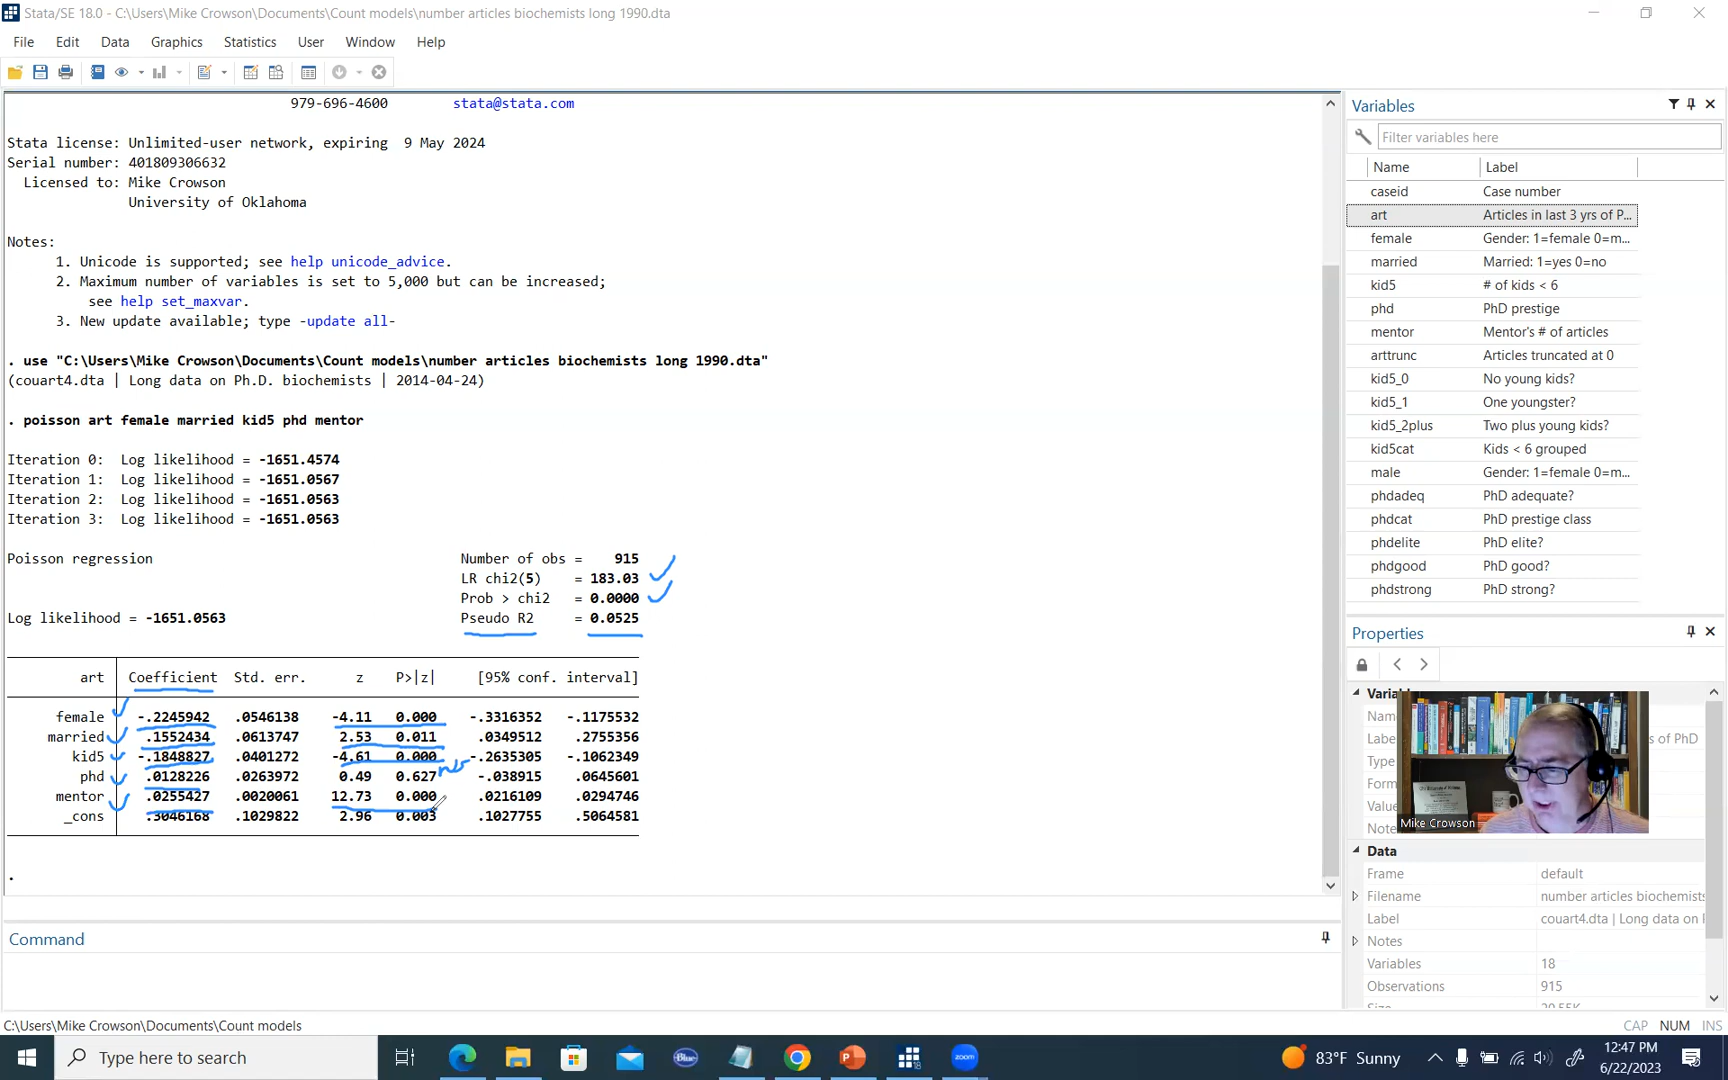 Stata/SE 18.0 - C:\Users\Mike Crowson\Documents\Count models\number articles biochemists long 1990.dta
File Edit Data Graphics Statistics User Window Help
979-696-4600 stata@stata.com
Stata license: Unlimited-user network, expiring 9 May 2024
Serial number: 401809306632
Licensed to: Mike Crowson
University of Oklahoma
Notes:
1. Unicode is supported; see help unicode_advice.
2. Maximum number of variables is set to 5,000 but can be increased;
see help set_maxvar.
3. New update available; type -update all-
. use "C:\Users\Mike Crowson\Documents\Count models\number articles biochemists long 1990.dta"
(couart4.dta | Long data on Ph.D. biochemists | 2014-04-24)
. poisson art female married kid5 phd mentor
Iteration 0: Log likelihood = -1651.4574
Iteration 1: Log likelihood = -1651.0567
Iteration 2: Log likelihood = -1651.0563
Iteration 3: Log likelihood = -1651.0563
Poisson regression Number of obs = 915
LR chi2(5) = 183.03
Prob > chi2 = 0.0000
Log likelihood = -1651.0563 Pseudo R2 = 0.0525
art Coefficient Std. err. z P>|z| [95% conf. interval]
female -.2245942 .0546138 -4.11 0.000 -.3316352 -.1175532
married .1552434 .0613747 2.53 0.011 .0349512 .2755356
kid5 -.1848827 .0401272 -4.61 0.000 -.2635305 -.1062349
phd .0128226 .0263972 0.49 0.627 ns -.038915 .0645601
mentor .0255427 .0020061 12.73 0.000 .0216109 .0294746
_cons .3046168 .1029822 2.96 0.003 .1027755 .5064581
.
Command
C:\Users\Mike Crowson\Documents\Count models
Variables
Filter variables here
Name Label
caseid Case number
art Articles in last 3 yrs of P...
female Gender: 1=female 0=m...
married Married: 1=yes 0=no
kid5 # of kids < 6
phd PhD prestige
mentor Mentor's # of articles
arttrunc Articles truncated at 0
kid5_0 No young kids?
kid5_1 One youngster?
kid5_2plus Two plus young kids?
kid5cat Kids < 6 grouped
male Gender: 1=female 0=m...
phdadeq PhD adequate?
phdcat PhD prestige class
phdelite PhD elite?
phdgood PhD good?
phdstrong PhD strong?
Properties
Mike Crowson
Data
Frame default
Filename number articles biochemists
Label couart4.dta | Long data on
Notes
Variables 18
Observations 915
CAP NUM INS
Type here to search
Blue
zoom
83°F Sunny
12:47 PM
6/22/2023